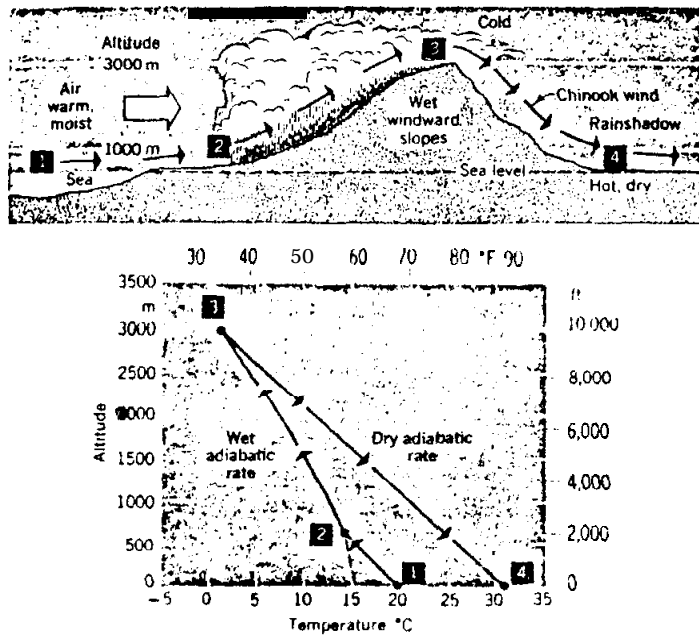 Cold
Altitude
3000 m
3
Air
warm,
moist
Wet
windward
slopes
Chinook wind
Rainshadow
2
1000 m
1
4
Sea
Sea level
Hot, dry
30 40 50 60 70 80 °F 90
3500
m
3000
2500
2000
1500
1000
500
0
Altitude
ft
10 000
8,000
6,000
4,000
2,000
0
3
Wet
adiabatic
rate
Dry adiabatic
rate
2
1
4
-5 0 5 10 15 20 25 30 35
Temperature °C